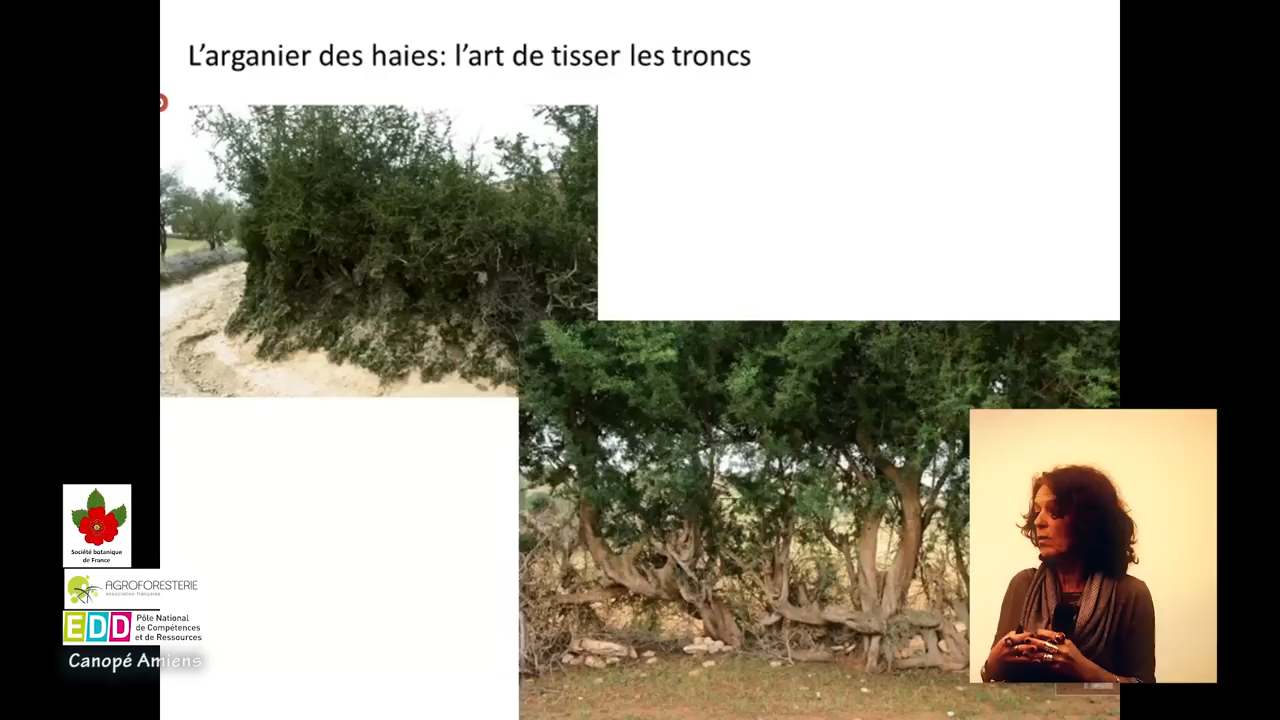 L'arganier des haies: l'art de tisser les troncs
Société botanique
de France
AGROFORESTERIE
association française
EDD
Pôle National
de Compétences
et de Ressources
Canopé Amiens